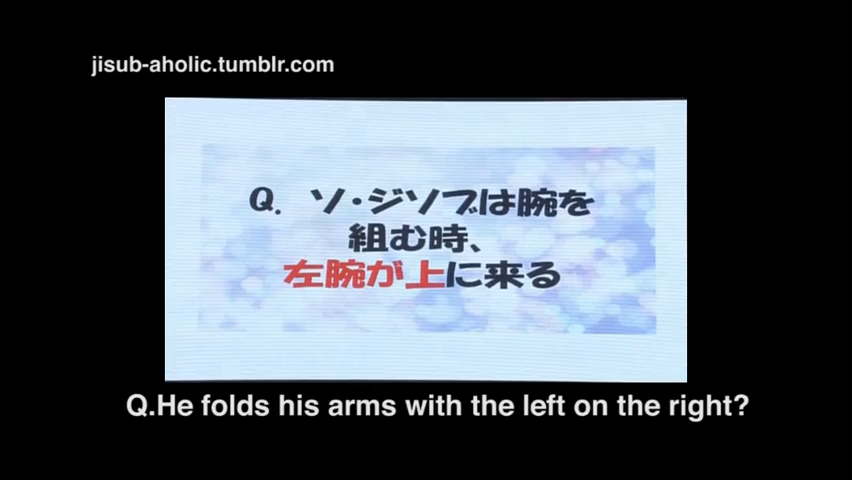 jisub-aholic.tumblr.com
Q. ソ・ジソブは腕を
組む時、
左腕が上に来る
Q.He folds his arms with the left on the right?